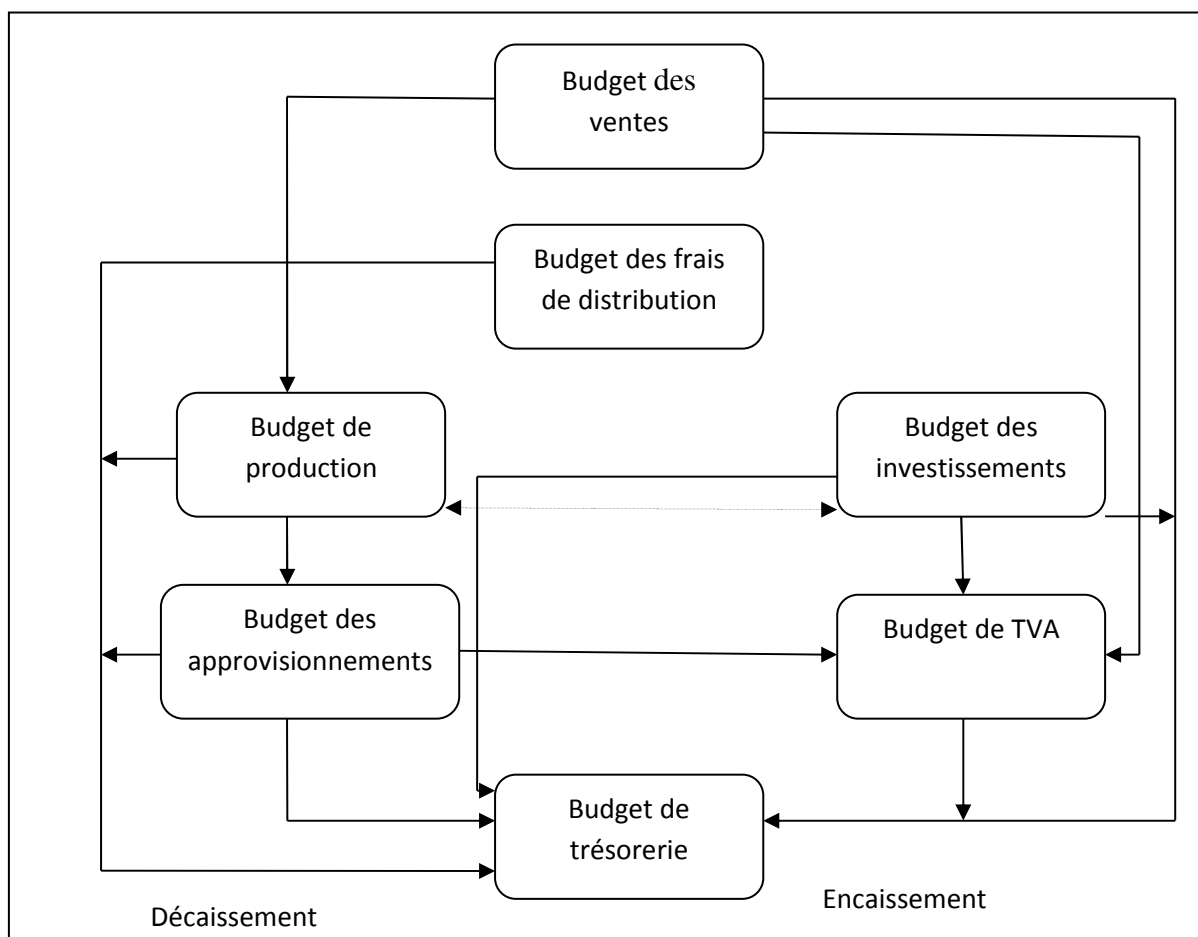 Budget des
ventes
Budget des frais
de distribution
Budget de
production
Budget des
investissements
Budget des
approvisionnements
Budget de TVA
Budget de
trésorerie
Décaissement
Encaissement